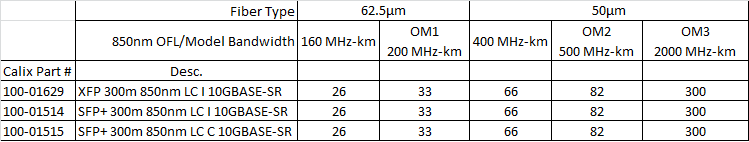 Fiber Type 62.5µm 50µm
850nm OFL/Model Bandwidth 160 MHz-km OM1 200 MHz-km 400 MHz-km OM2 500 MHz-km OM3 2000 MHz-km
Calix Part # Desc.
100-01629 XFP 300m 850nm LC I 10GBASE-SR 26 33 66 82 300
100-01514 SFP+ 300m 850nm LC I 10GBASE-SR 26 33 66 82 300
100-01515 SFP+ 300m 850nm LC C 10GBASE-SR 26 33 66 82 300